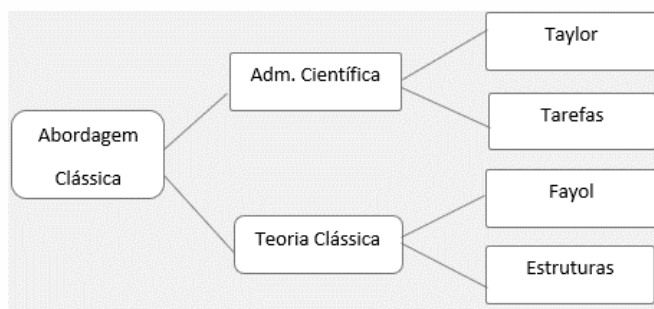 Abordagem
Clássica
Adm. Científica
Taylor
Tarefas
Teoria Clássica
Fayol
Estruturas